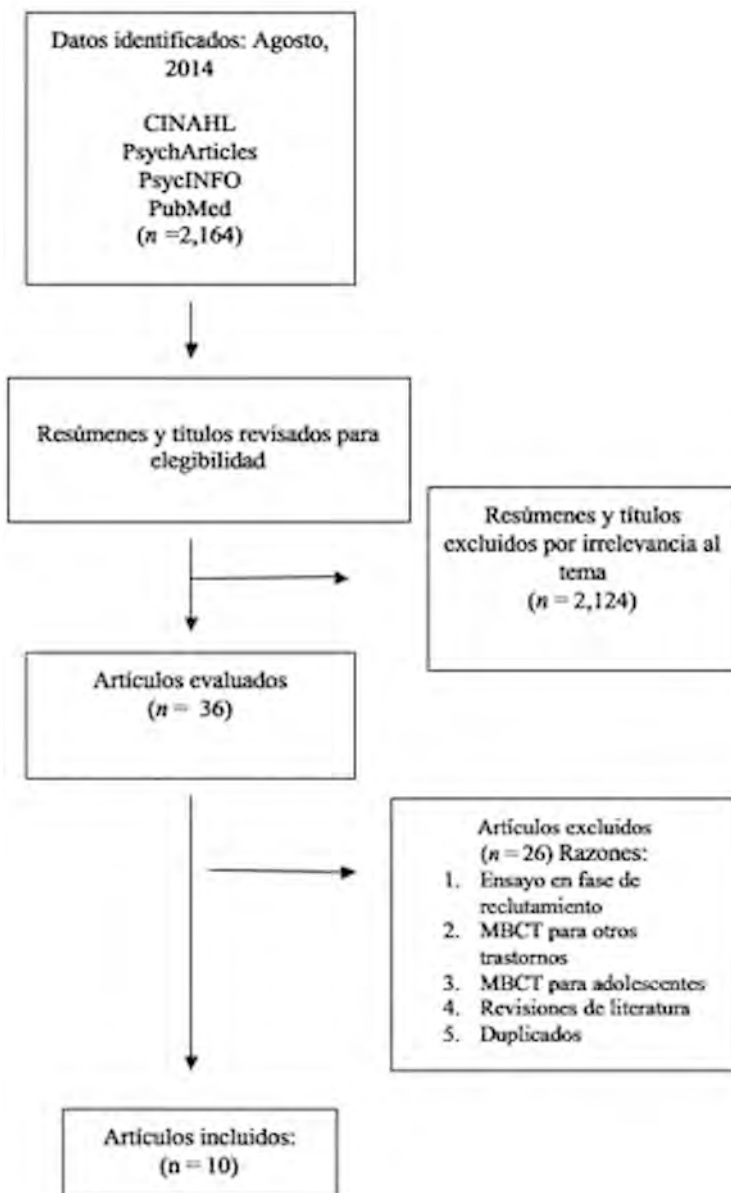 Datos identificados: Agosto,
2014
CINAHL
PsychArticles
PsycINFO
PubMed
(n =2,164)
Resúmenes y títulos revisados para
elegibilidad
Resúmenes y títulos
excluidos por irrelevancia al
tema
(n = 2,124)
Artículos evaluados
(n = 36)
Artículos excluidos
(n = 26) Razones:
1. Ensayo en fase de
reclutamiento
2. MBCT para otros
trastornos
3. MBCT para adolescentes
4. Revisiones de literatura
5. Duplicados
Artículos incluidos:
(n = 10)